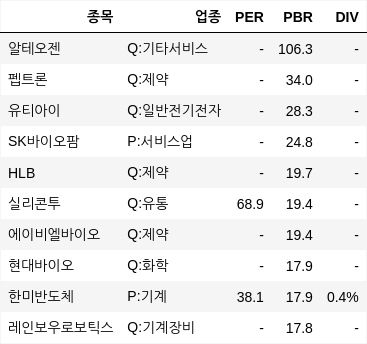 종목 업종 PER PBR DIV
알테오젠 Q:기타서비스 - 106.3 -
펩트론 Q:제약 - 34.0 -
유티아이 Q:일반전기전자 - 28.3 -
SK바이오팜 P:서비스업 - 24.8 -
HLB Q:제약 - 19.7 -
실리콘투 Q:유통 68.9 19.4 -
에이비엘바이오 Q:제약 - 19.4 -
현대바이오 Q:화학 - 17.9 -
한미반도체 P:기계 38.1 17.9 0.4%
레인보우로보틱스 Q:기계장비 - 17.8 -